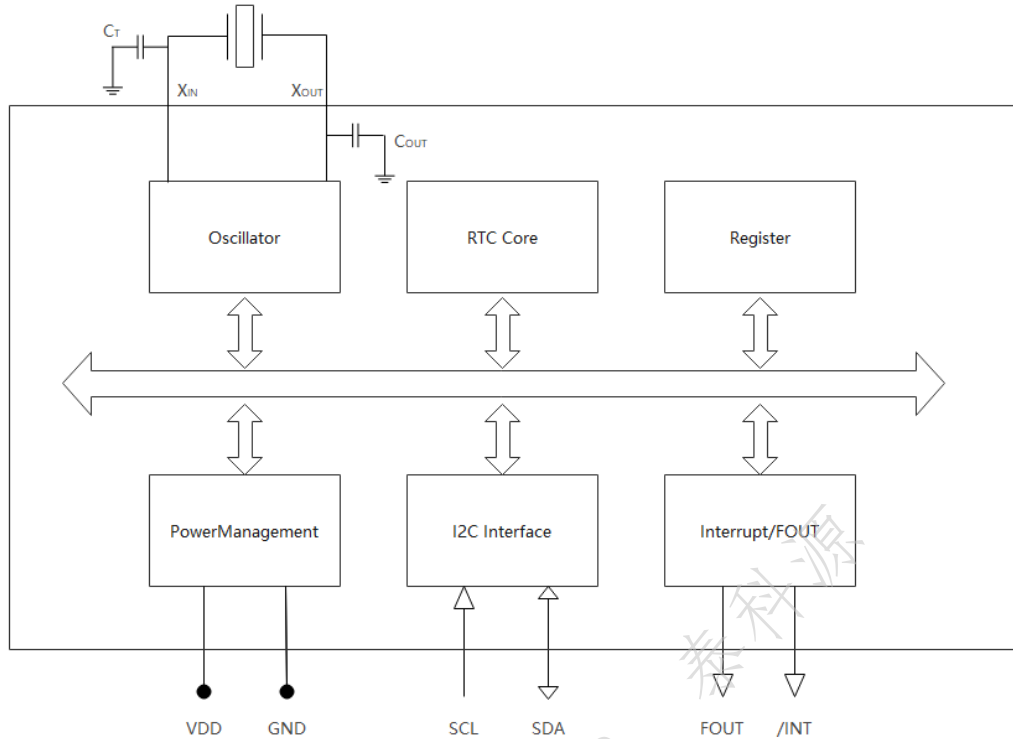 CT
XIN XOUT
COUT
Oscillator RTC Core Register
PowerManagement I2C Interface Interrupt/FOUT
泰科源
VDD GND SCL SDA FOUT /INT